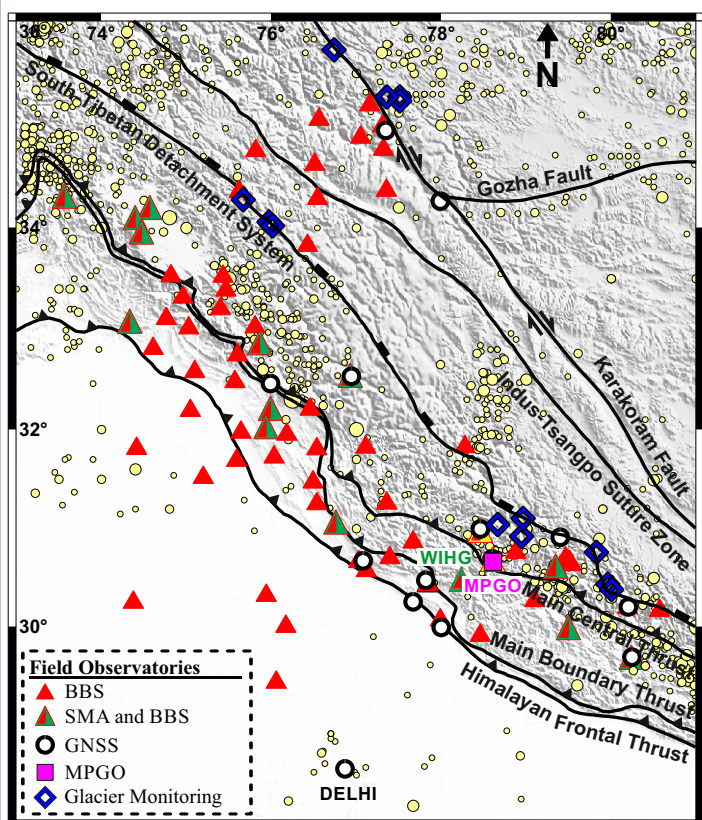 36°
74°
76°
78°
80°
N
South Tibetan Detachment System
Gozha Fault
34°
Karakoram Fault
Indus-Tsangpo Suture Zone
32°
WIHG
MPGO
Main Central Thrust
30°
Main Boundary Thrust
Himalayan Frontal Thrust
Field Observatories
BBS
SMA and BBS
GNSS
MPGO
Glacier Monitoring
DELHI